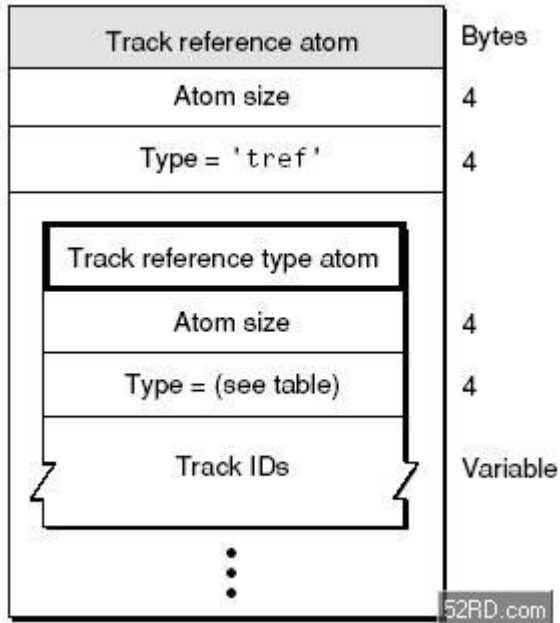 Track reference atom Bytes
Atom size 4
Type = 'tref' 4
Track reference type atom
Atom size 4
Type = (see table) 4
Track IDs Variable
52RD.com